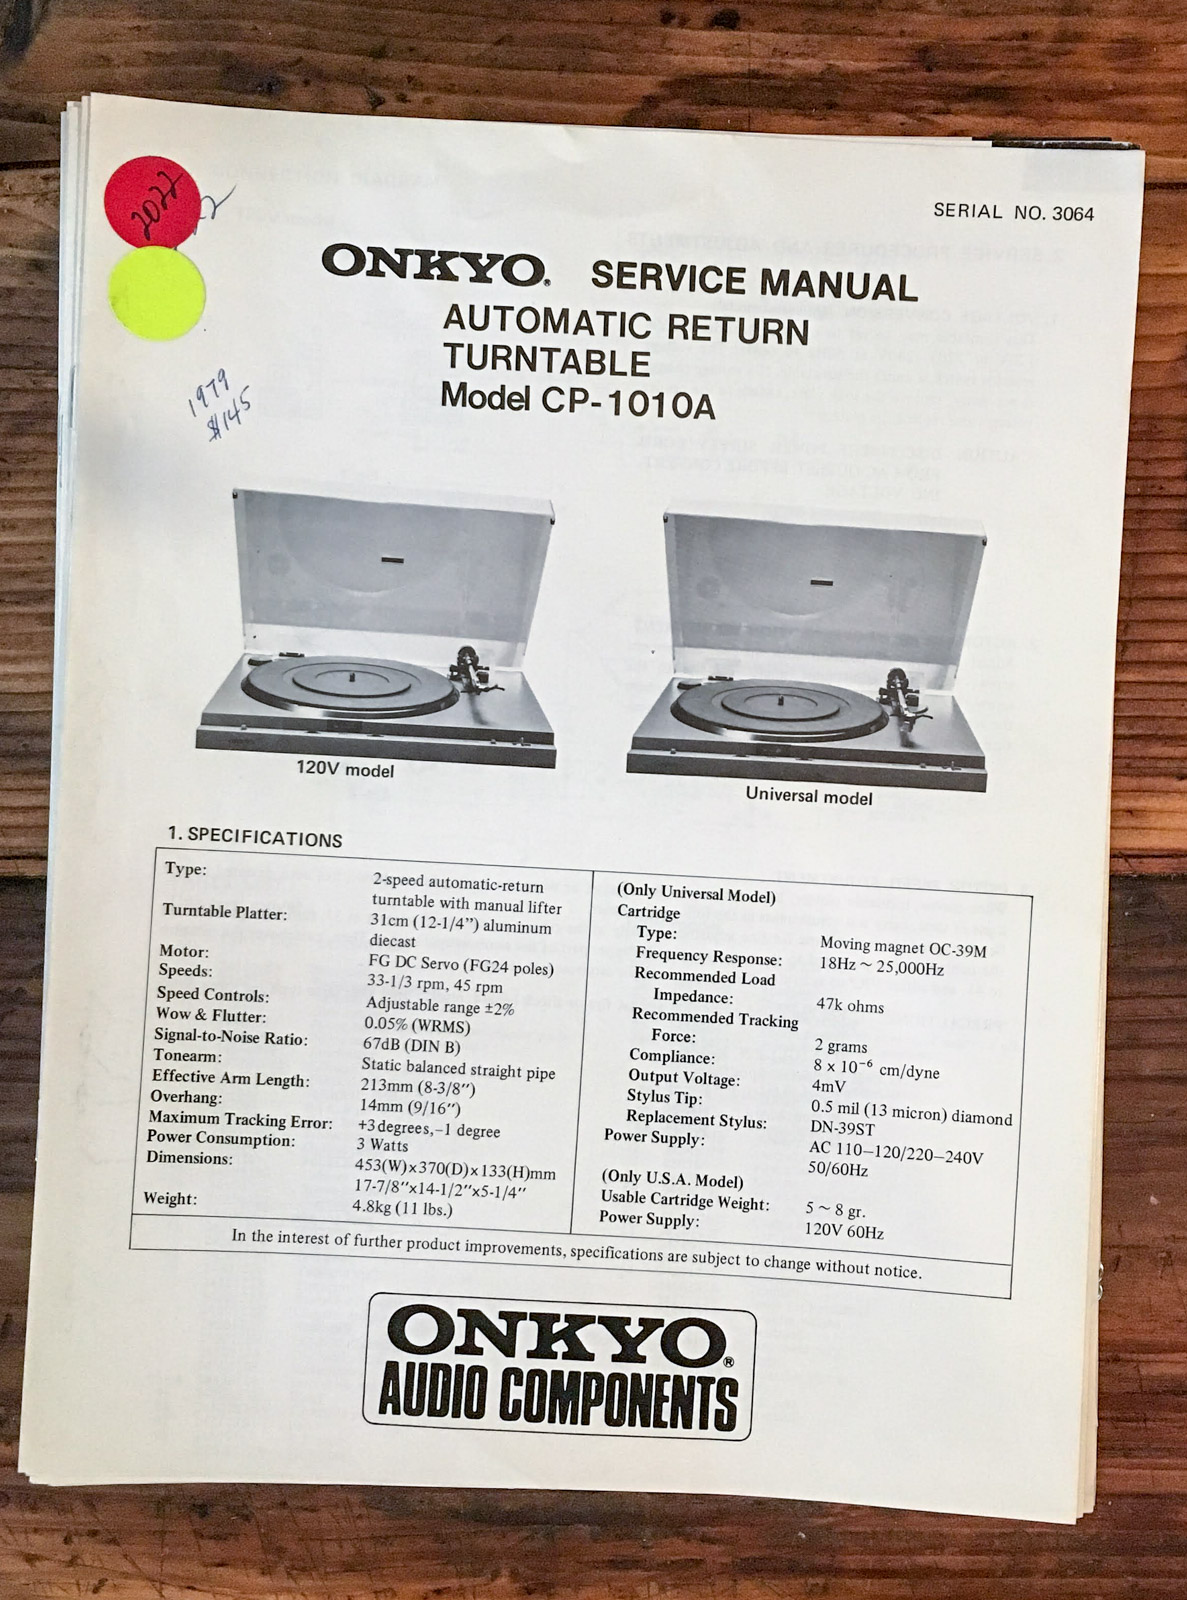 2022
SERIAL NO. 3064
ONKYO® SERVICE MANUAL
AUTOMATIC RETURN
TURNTABLE
Model CP-1010A
1979
$145
120V model
Universal model
1. SPECIFICATIONS
Type: 2-speed automatic-return
turntable with manual lifter
Turntable Platter: 31cm (12-1/4") aluminum
diecast
Motor: FG DC Servo (FG24 poles)
Speeds: 33-1/3 rpm, 45 rpm
Speed Controls: Adjustable range ±2%
Wow & Flutter: 0.05% (WRMS)
Signal-to-Noise Ratio: 67dB (DIN B)
Tonearm: Static balanced straight pipe
Effective Arm Length: 213mm (8-3/8")
Overhang: 14mm (9/16")
Maximum Tracking Error: +3degrees,−1 degree
Power Consumption: 3 Watts
Dimensions: 453(W)x370(D)x133(H)mm
17-7/8"x14-1/2"x5-1/4"
Weight: 4.8kg (11 lbs.)
(Only Universal Model)
Cartridge
Type: Moving magnet OC-39M
Frequency Response: 18Hz ~ 25,000Hz
Recommended Load
Impedance: 47k ohms
Recommended Tracking
Force: 2 grams
Compliance: 8 x 10⁻⁶ cm/dyne
Output Voltage: 4mV
Stylus Tip: 0.5 mil (13 micron) diamond
Replacement Stylus: DN-39ST
Power Supply: AC 110–120/220–240V
50/60Hz
(Only U.S.A. Model)
Usable Cartridge Weight: 5 ~ 8 gr.
Power Supply: 120V 60Hz
In the interest of further product improvements, specifications are subject to change without notice.
ONKYO®
AUDIO COMPONENTS